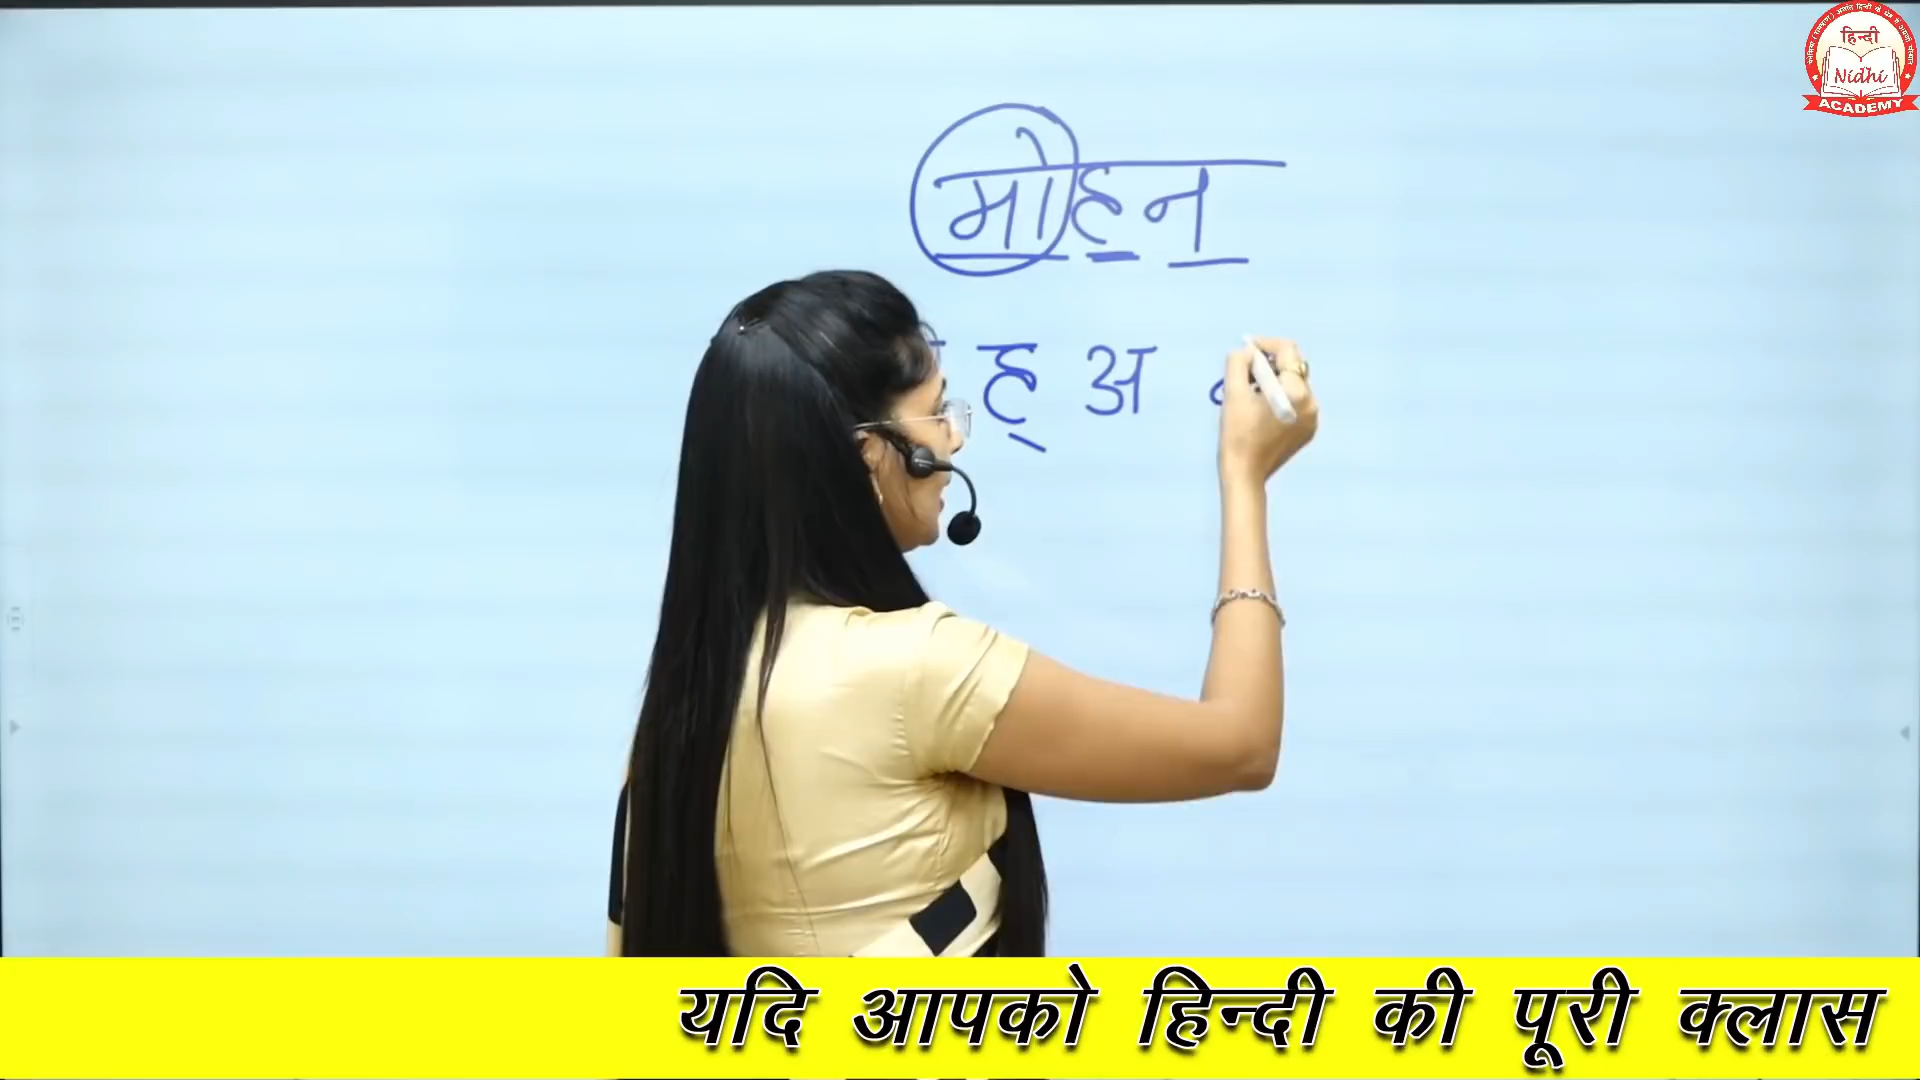 हिन्दी
Nidhi
ACADEMY
मोहन
ह् अ
यदि आपको हिन्दी की पूरी क्लास